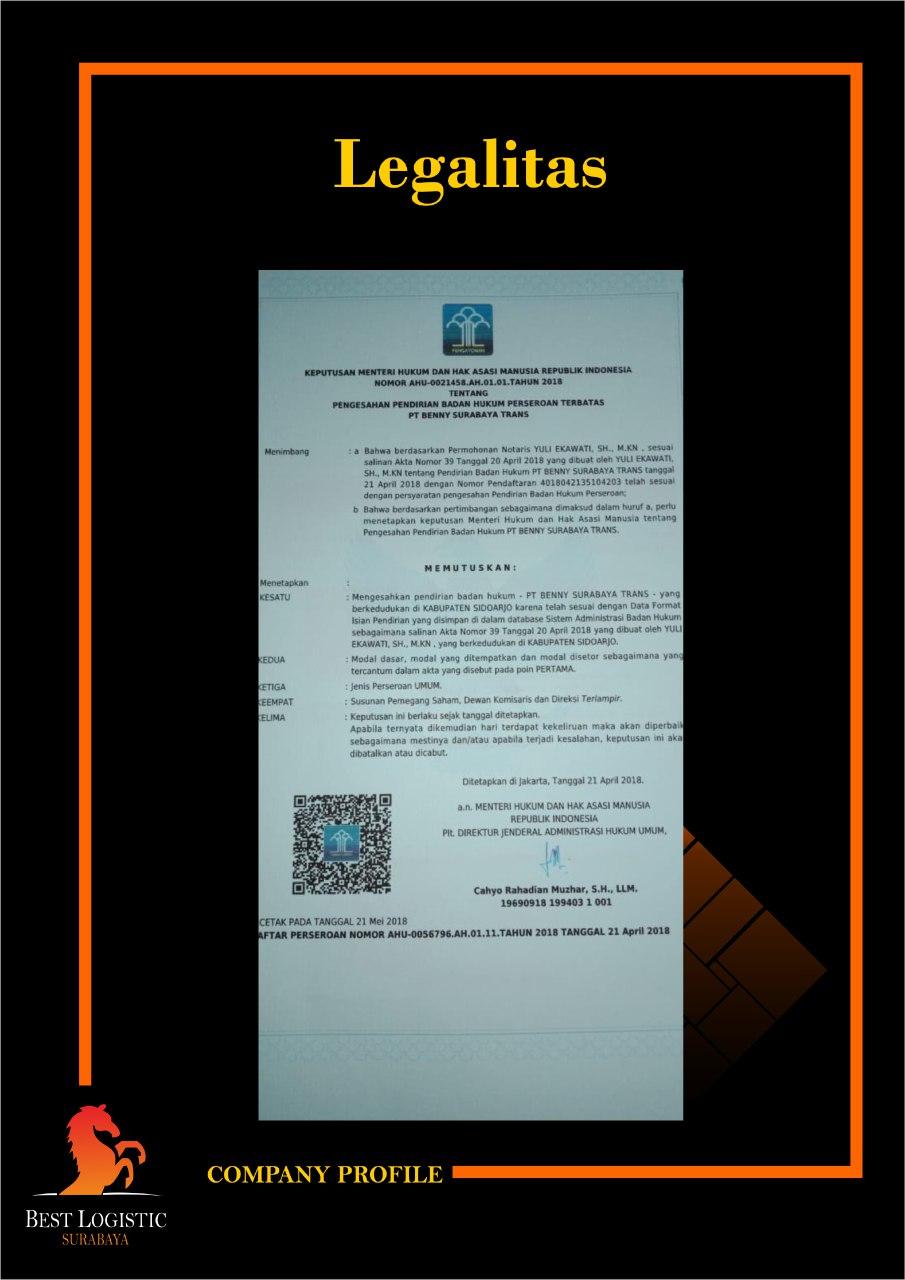 Legalitas
PENGAYOMAN
KEPUTUSAN MENTERI HUKUM DAN HAK ASASI MANUSIA REPUBLIK INDONESIA
NOMOR AHU-0021458.AH.01.01.TAHUN 2018
TENTANG
PENGESAHAN PENDIRIAN BADAN HUKUM PERSEROAN TERBATAS
PT BENNY SURABAYA TRANS
Menimbang : a Bahwa berdasarkan Permohonan Notaris YULI EKAWATI, SH., M.KN , sesuai
salinan Akta Nomor 39 Tanggal 20 April 2018 yang dibuat oleh YULI EKAWATI,
SH., M.KN tentang Pendirian Badan Hukum PT BENNY SURABAYA TRANS tanggal
21 April 2018 dengan Nomor Pendaftaran 4018042135104203 telah sesuai
dengan persyaratan pengesahan Pendirian Badan Hukum Perseroan;
b Bahwa berdasarkan pertimbangan sebagaimana dimaksud dalam huruf a, perlu
menetapkan keputusan Menteri Hukum dan Hak Asasi Manusia tentang
Pengesahan Pendirian Badan Hukum PT BENNY SURABAYA TRANS.
MEMUTUSKAN:
Menetapkan :
KESATU : Mengesahkan pendirian badan hukum - PT BENNY SURABAYA TRANS - yang
berkedudukan di KABUPATEN SIDOARJO karena telah sesuai dengan Data Format
Isian Pendirian yang disimpan di dalam database Sistem Administrasi Badan Hukum
sebagaimana salinan Akta Nomor 39 Tanggal 20 April 2018 yang dibuat oleh YULI
EKAWATI, SH., M.KN , yang berkedudukan di KABUPATEN SIDOARJO.
KEDUA : Modal dasar, modal yang ditempatkan dan modal disetor sebagaimana yang
tercantum dalam akta yang disebut pada poin PERTAMA.
KETIGA : Jenis Perseroan UMUM.
KEEMPAT : Susunan Pemegang Saham, Dewan Komisaris dan Direksi Terlampir.
KELIMA : Keputusan ini berlaku sejak tanggal ditetapkan.
Apabila ternyata dikemudian hari terdapat kekeliruan maka akan diperbaik
sebagaimana mestinya dan/atau apabila terjadi kesalahan, keputusan ini aka
dibatalkan atau dicabut.
Ditetapkan di Jakarta, Tanggal 21 April 2018.
a.n. MENTERI HUKUM DAN HAK ASASI MANUSIA
REPUBLIK INDONESIA
Plt. DIREKTUR JENDERAL ADMINISTRASI HUKUM UMUM,
Cahyo Rahadian Muzhar, S.H., LLM.
19690918 199403 1 001
CETAK PADA TANGGAL 21 Mei 2018
AFTAR PERSEROAN NOMOR AHU-0056796.AH.01.11.TAHUN 2018 TANGGAL 21 April 2018
COMPANY PROFILE
BEST LOGISTIC
SURABAYA